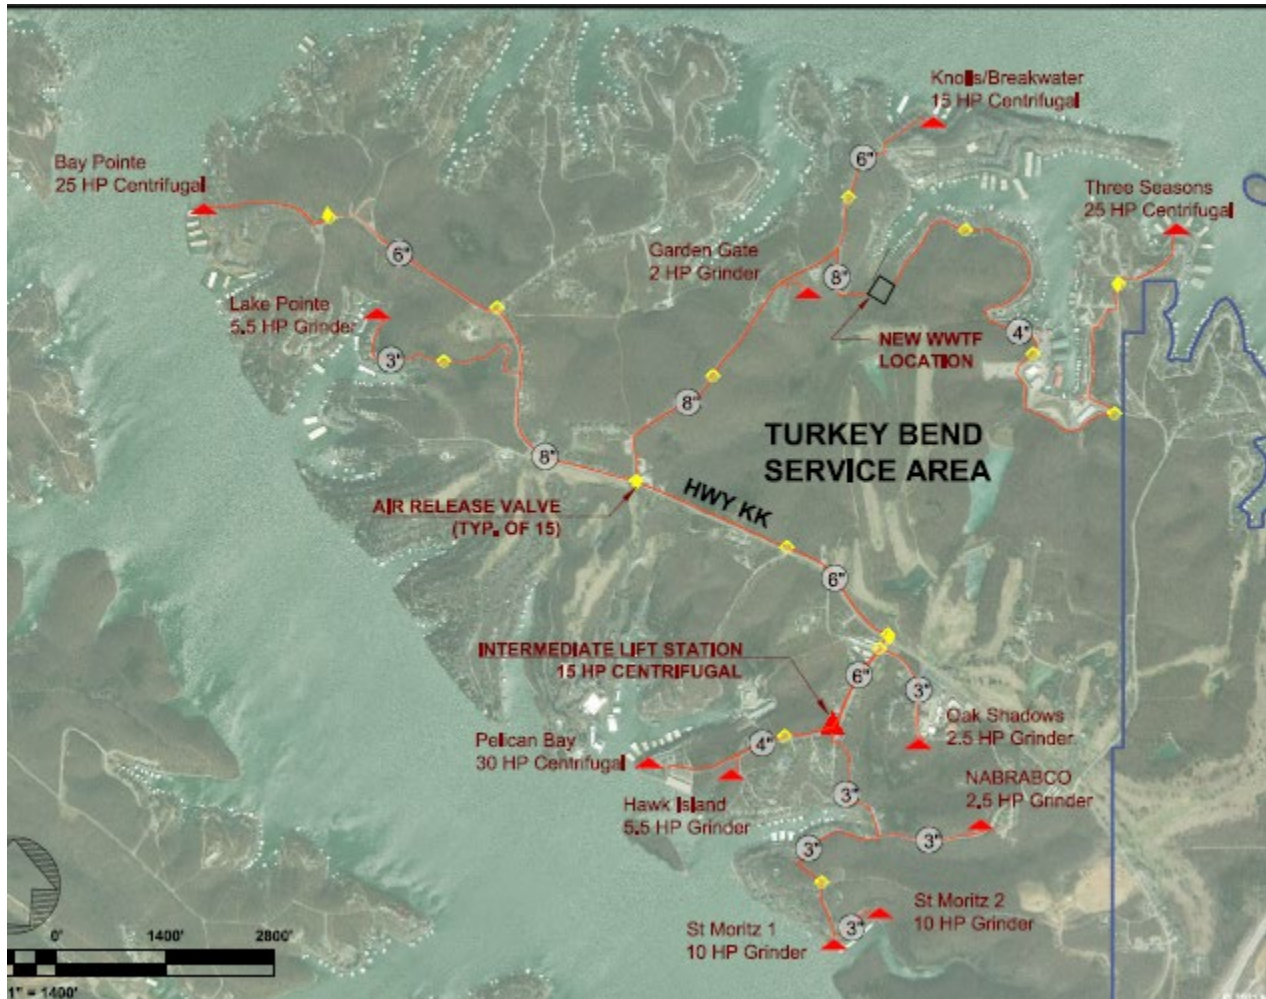 Knolls/Breakwater
15 HP Centrifugal
6"
Bay Pointe
25 HP Centrifugal
Three Seasons
25 HP Centrifugal
6"
Garden Gate
2 HP Grinder
8"
Lake Pointe
5.5 HP Grinder
3"
NEW WWTF
LOCATION
4"
8"
TURKEY BEND
SERVICE AREA
8"
HWY KK
AIR RELEASE VALVE
(TYP. OF 15)
6"
INTERMEDIATE LIFT STATION
15 HP CENTRIFUGAL
6"
3"
Oak Shadows
2.5 HP Grinder
Pelican Bay
30 HP Centrifugal
4"
NABRABCO
2.5 HP Grinder
Hawk Island
5.5 HP Grinder
3"
3"
3"
St Moritz 2
10 HP Grinder
St Moritz 1
10 HP Grinder
3"
0' 1400' 2800'
1" = 1400'